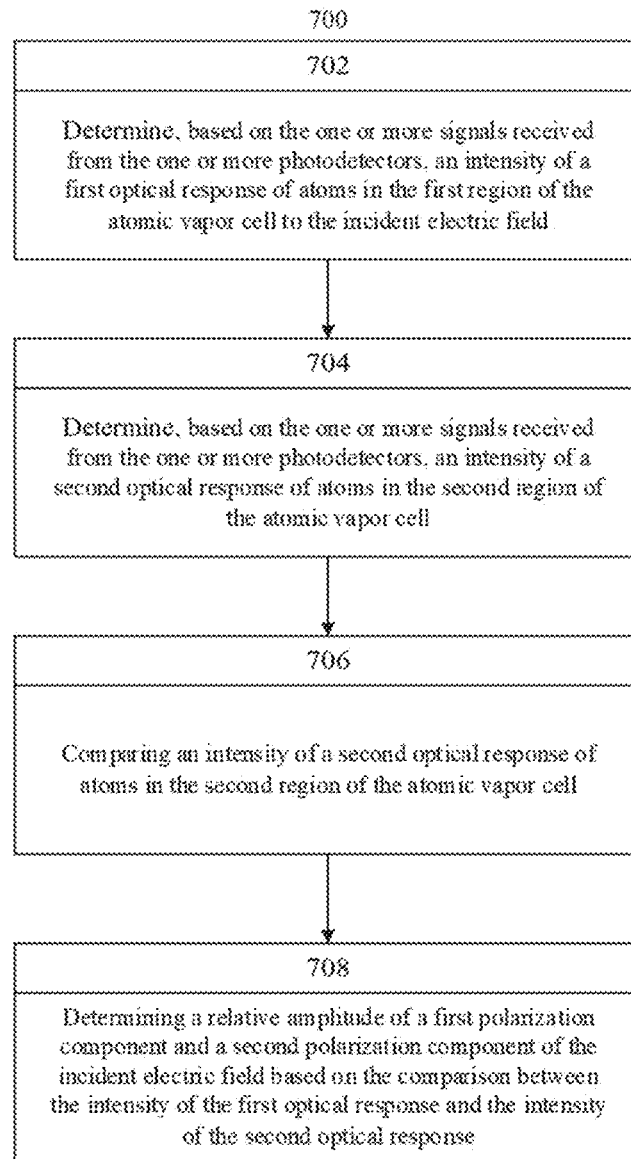 700
702
Determine, based on the one or more signals received
from the one or more photodetectors, an intensity of a
first optical response of atoms in the first region of the
atomic vapor cell to the incident electric field
704
Determine, based on the one or more signals received
from the one or more photodetectors, an intensity of a
second optical response of atoms in the second region of
the atomic vapor cell
706
Comparing an intensity of a second optical response of
atoms in the second region of the atomic vapor cell
708
Determining a relative amplitude of a first polarization
component and a second polarization component of the
incident electric field based on the comparison between
the intensity of the first optical response and the intensity
of the second optical response